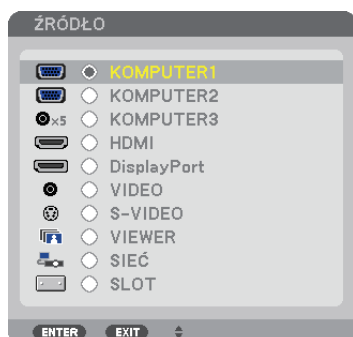 ŹRÓDŁO
KOMPUTER1
KOMPUTER2
×5 KOMPUTER3
HDMI
DisplayPort
VIDEO
S-VIDEO
VIEWER
SIEĆ
SLOT
ENTER EXIT